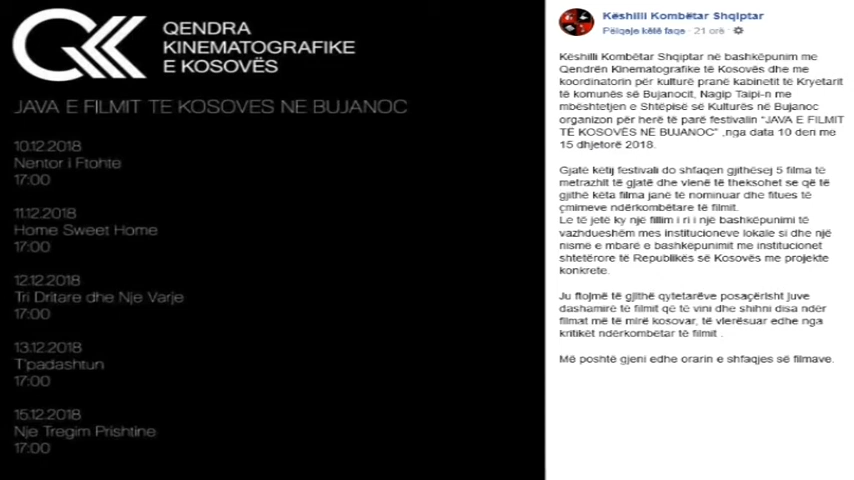 QENDRA
KINEMATOGRAFIKE
E KOSOVËS
JAVA E FILMIT TE KOSOVES NE BUJANOC
10.12.2018
Nentor i Ftohte
17:00
11.12.2018
Home Sweet Home
17:00
12.12.2018
Tri Dritare dhe Nje Varje
17:00
13.12.2018
T'padashtun
17:00
15.12.2018
Nje Tregim Prishtine
17:00
Këshilli Kombëtar Shqiptar
Pëlqeje këtë faqe · 21 orë ·
Këshilli Kombëtar Shqiptar në bashkëpunim me
Qendrën Kinematografike të Kosovës dhe me
koordinatorin për kulturë pranë kabinetit të Kryetarit
të komunës së Bujanocit, Nagip Taipi-n me
mbështetjen e Shtëpisë së Kulturës në Bujanoc
organizon për herë të parë festivalin "JAVA E FILMIT
TË KOSOVËS NË BUJANOC" ,nga data 10 deri me
15 dhjetorë 2018.
Gjatë këtij festivali do shfaqen gjithësej 5 filma të
metrazhit të gjatë dhe vlenë të theksohet se që të
gjithë këta filma janë të nominuar dhe fitues të
çmimeve ndërkombëtare të filmit.
Le të jetë ky një fillim i ri i një bashkëpunimi të
vazhdueshëm mes institucioneve lokale si dhe një
nismë e mbarë e bashkëpunimit me institucionet
shtetërore të Republikës së Kosovës me projekte
konkrete.
Ju ftojmë të gjithë qytetarëve posaçërisht juve
dashamirë të filmit që të vini dhe shihni disa ndër
filmat më të mirë kosovar, të vlerësuar edhe nga
kritikët ndërkombëtar të filmit .
Më poshtë gjeni edhe orarin e shfaqjes së filmave.